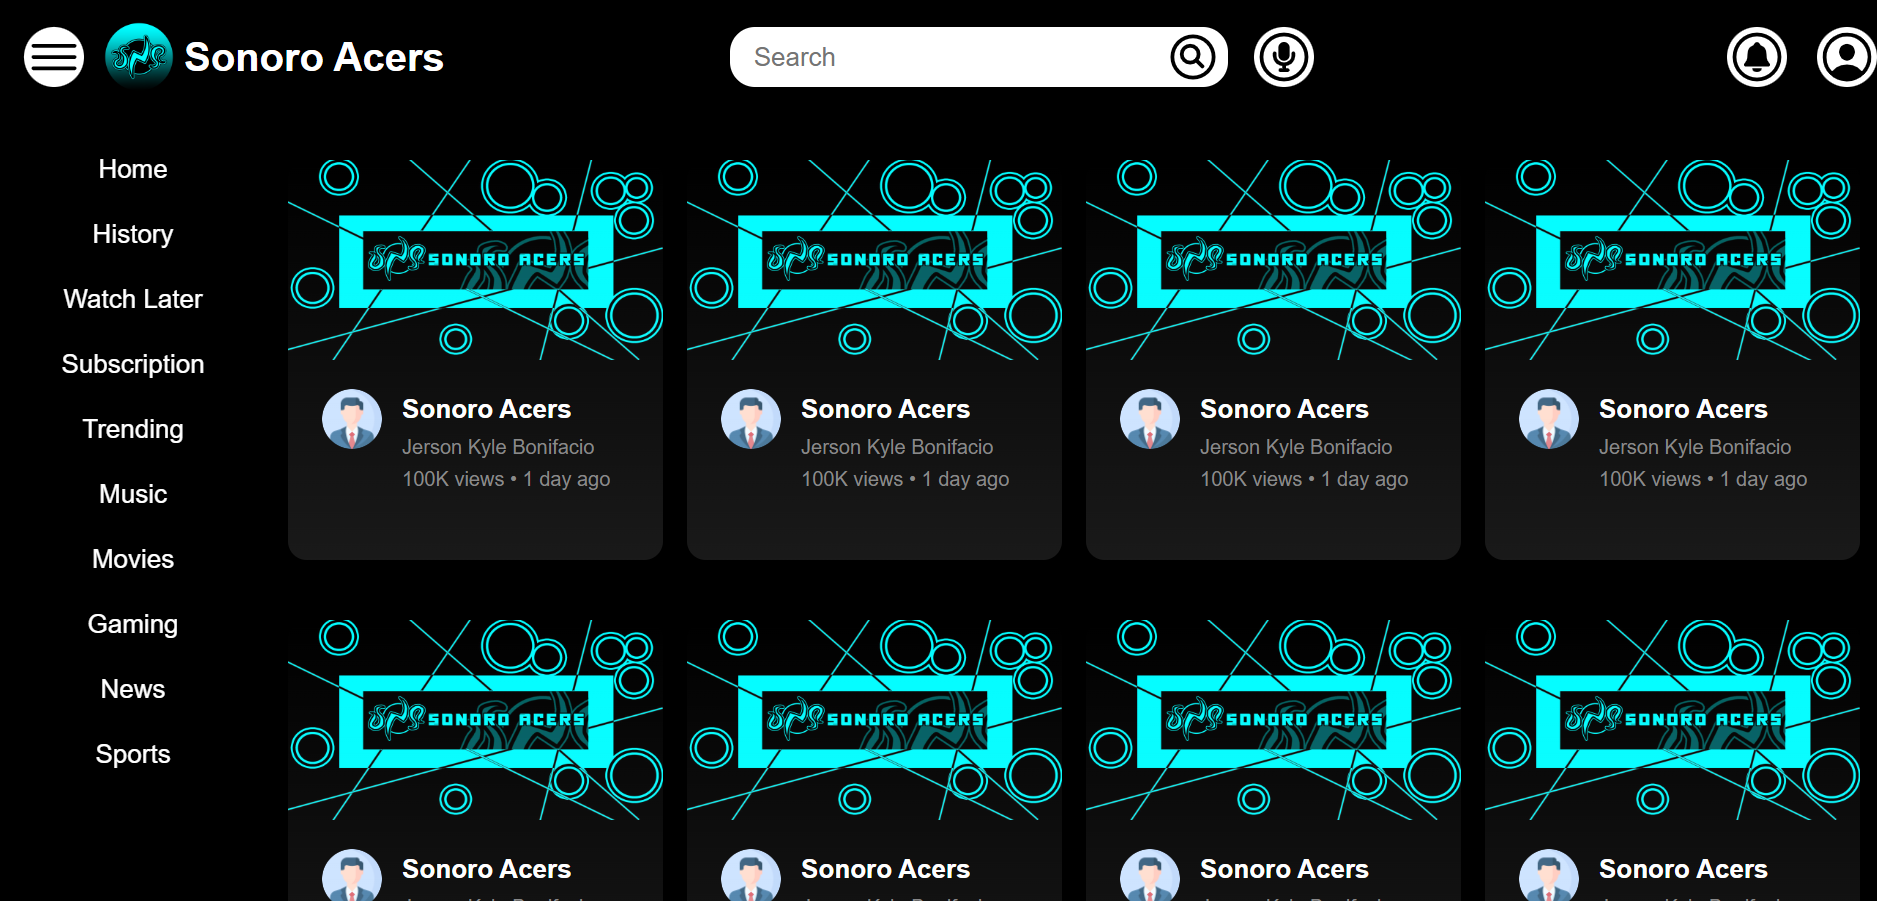 Sonoro Acers
Search
Home
History
Watch Later
Subscription
Trending
Music
Movies
Gaming
News
Sports
SONORO ACERS
SONORO ACERS
SONORO ACERS
SONORO ACERS
Sonoro Acers
Jerson Kyle Bonifacio
100K views • 1 day ago
Sonoro Acers
Jerson Kyle Bonifacio
100K views • 1 day ago
Sonoro Acers
Jerson Kyle Bonifacio
100K views • 1 day ago
Sonoro Acers
Jerson Kyle Bonifacio
100K views • 1 day ago
SONORO ACERS
SONORO ACERS
SONORO ACERS
SONORO ACERS
Sonoro Acers
Sonoro Acers
Sonoro Acers
Sonoro Acers